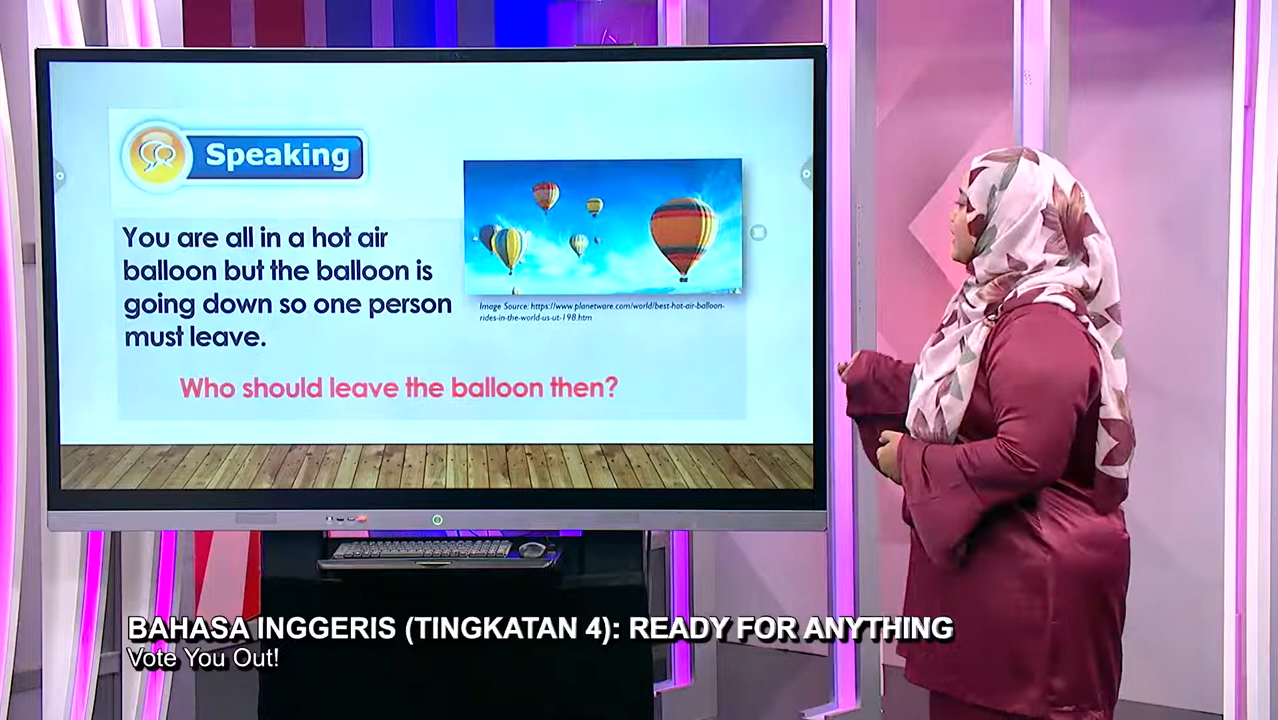 Speaking
You are all in a hot air
balloon but the balloon is
going down so one person
must leave.
Image Source: https://www.planetware.com/world/best-hot-air-balloon-
rides-in-the-world-us-ut-198.htm
Who should leave the balloon then?
BAHASA INGGERIS (TINGKATAN 4): READY FOR ANYTHING
Vote You Out!